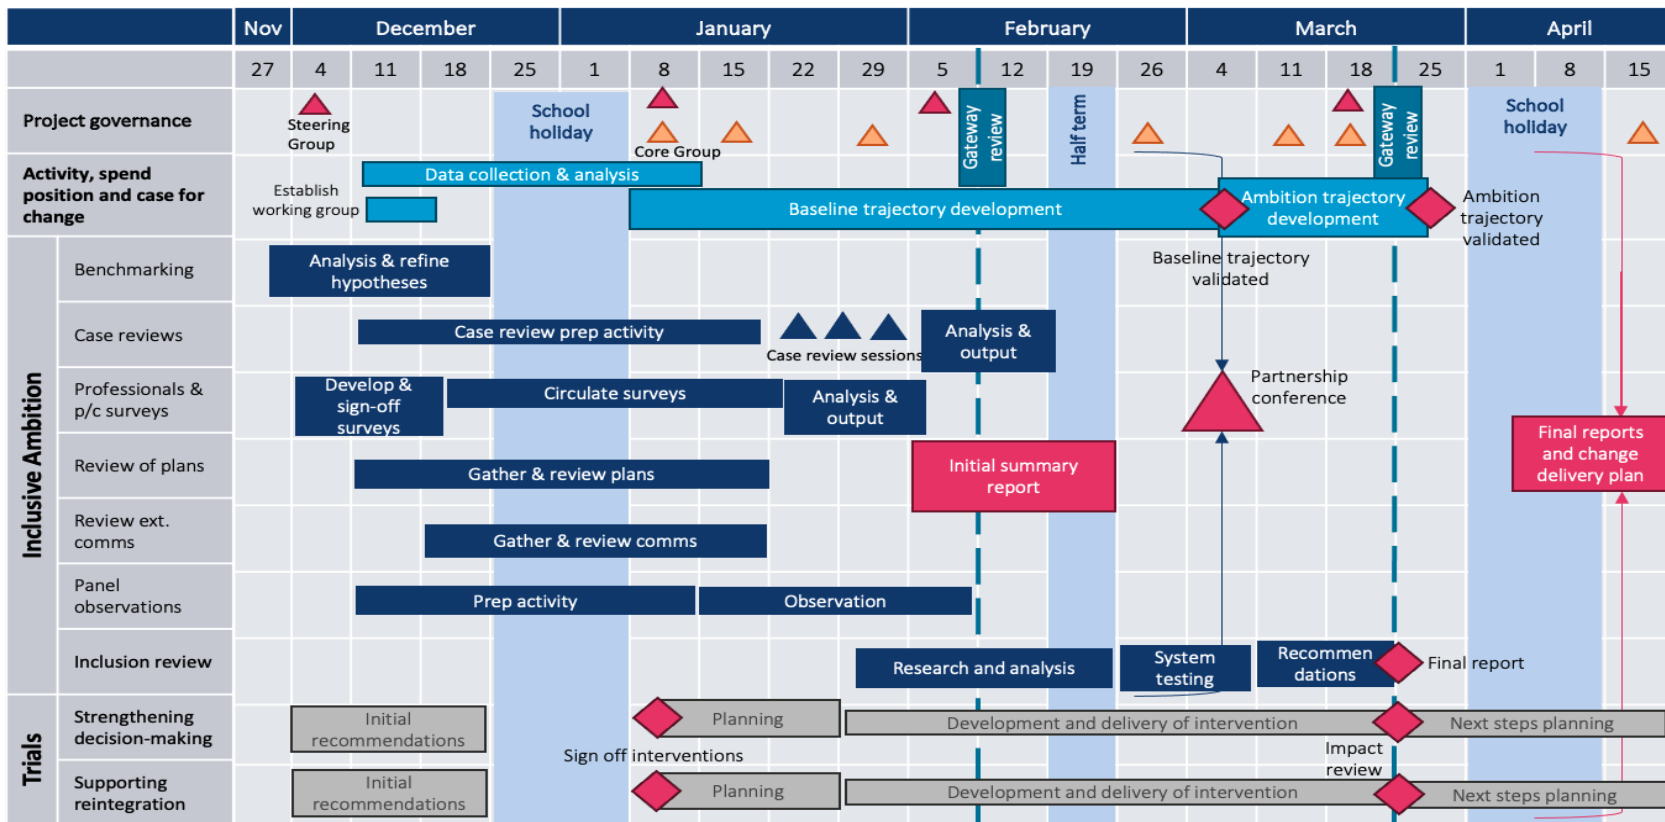 Nov December January February March April
27 4 11 18 25 1 8 15 22 29 5 12 19 26 4 11 18 25 1 8 15
Project governance
Steering
Group
School
holiday
Core Group
Gateway
review
Half term
Gateway
review
School
holiday
Activity, spend
position and case for
change
Data collection & analysis
Establish
working group
Baseline trajectory development
Ambition trajectory
development
Ambition
trajectory
validated
Baseline trajectory
validated
Inclusive Ambition
Benchmarking
Analysis & refine
hypotheses
Case reviews
Case review prep activity
Case review sessions
Analysis &
output
Professionals &
p/c surveys
Develop &
sign-off
surveys
Circulate surveys
Analysis &
output
Partnership
conference
Review of plans
Gather & review plans
Initial summary
report
Final reports
and change
delivery plan
Review ext.
comms
Gather & review comms
Panel
observations
Prep activity
Observation
Inclusion review
Research and analysis
System
testing
Recommen
dations
Final report
Trials
Strengthening
decision-making
Initial
recommendations
Planning
Development and delivery of intervention
Next steps planning
Sign off interventions
Impact
review
Supporting
reintegration
Initial
recommendations
Planning
Development and delivery of intervention
Next steps planning